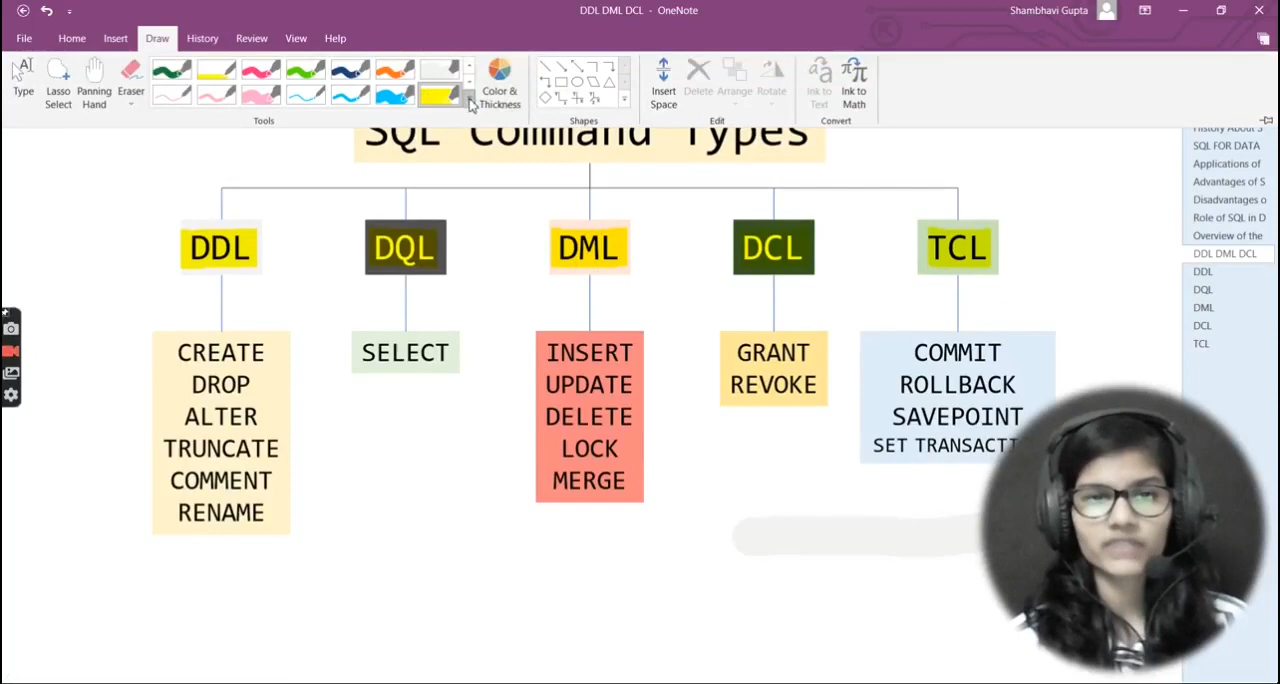 DDL DML DCL - OneNote
Shambhavi Gupta
File Home Insert Draw History Review View Help
Type
Lasso Select
Panning Hand
Eraser
Color & Thickness
Insert Space
Delete
Arrange
Rotate
Ink to Text
Ink to Math
Tools
Shapes
Edit
Convert
SQL Command Types
DDL
DQL
DML
DCL
TCL
CREATE
DROP
ALTER
TRUNCATE
COMMENT
RENAME
SELECT
INSERT
UPDATE
DELETE
LOCK
MERGE
GRANT
REVOKE
COMMIT
ROLLBACK
SAVEPOINT
SET TRANSACTI
History About S
SQL FOR DATA
Applications of
Advantages of S
Disadvantages o
Role of SQL in D
Overview of the
DDL DML DCL
DDL
DQL
DML
DCL
TCL